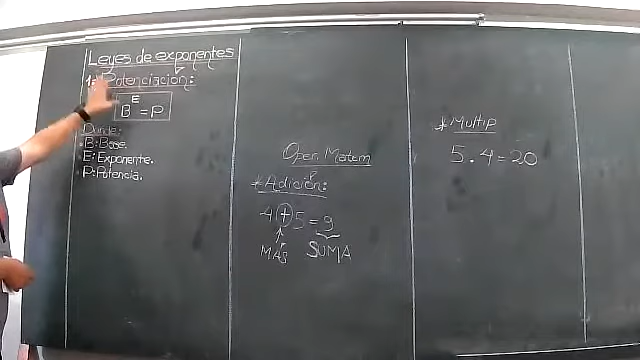 Leyes de exponentes
1.- Potenciación:
B^E = P
Donde:
B: Base.
E: Exponente.
P: Potencia.
Oper. Matem
* Adición:
4 + 5 = 9
MÁS SUMA
* Multip
5 . 4 = 20